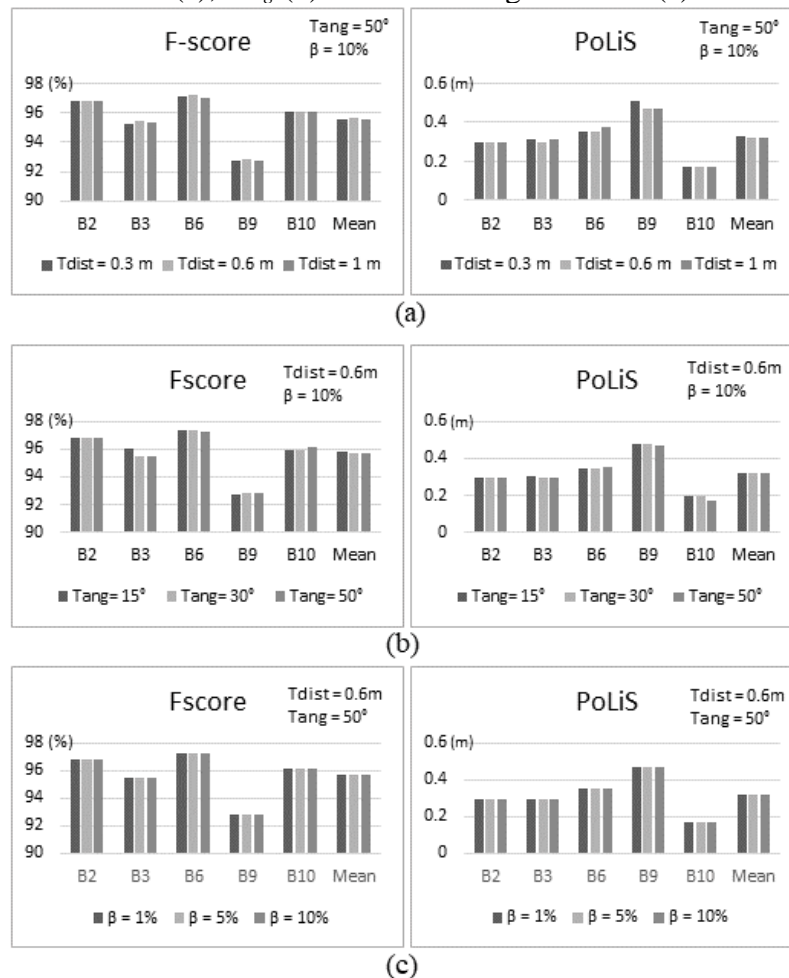 F-score
Tang = 50°
β = 10%
98 (%)
96
94
92
90
B2 B3 B6 B9 B10 Mean
Tdist = 0.3 m Tdist = 0.6 m Tdist = 1 m
PoLiS
Tang = 50°
β = 10%
0.6 (m)
0.4
0.2
0
B2 B3 B6 B9 B10 Mean
Tdist = 0.3 m Tdist = 0.6 m Tdist = 1 m
(a)
Fscore
Tdist = 0.6m
β = 10%
98 (%)
96
94
92
90
B2 B3 B6 B9 B10 Mean
Tang= 15° Tang= 30° Tang= 50°
PoLiS
Tdist = 0.6m
β = 10%
0.6 (m)
0.4
0.2
0
B2 B3 B6 B9 B10 Mean
Tang= 15° Tang= 30° Tang= 50°
(b)
Fscore
Tdist = 0.6m
Tang = 50°
98 (%)
96
94
92
90
B2 B3 B6 B9 B10 Mean
β = 1% β = 5% β = 10%
PoLiS
Tdist = 0.6m
Tang = 50°
0.6 (m)
0.4
0.2
0
B2 B3 B6 B9 B10 Mean
β = 1% β = 5% β = 10%
(c)